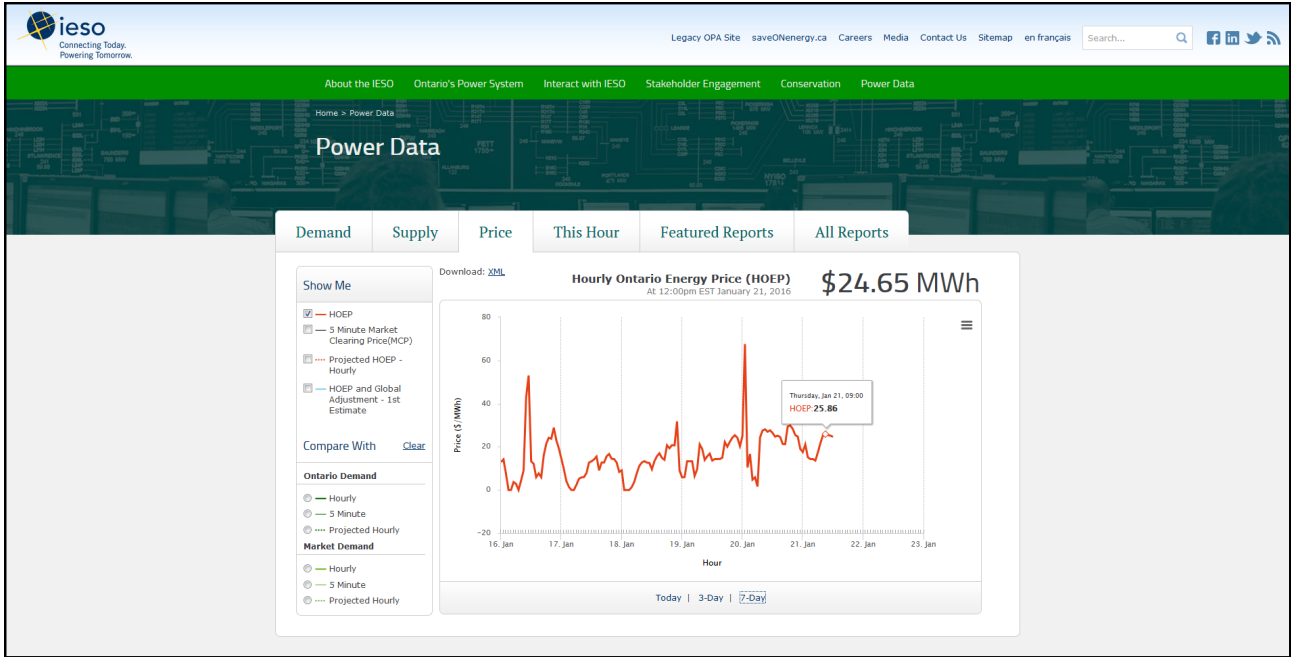 ieso
Connecting Today.
Powering Tomorrow.
Legacy OPA Site saveONenergy.ca Careers Media Contact Us Sitemap en français Search...
About the IESO Ontario's Power System Interact with IESO Stakeholder Engagement Conservation Power Data
Home > Power Data
Power Data
Demand Supply Price This Hour Featured Reports All Reports
Show Me
HOEP
5 Minute Market
Clearing Price(MCP)
Projected HOEP -
Hourly
HOEP and Global
Adjustment - 1st
Estimate
Compare With Clear
Ontario Demand
Hourly
5 Minute
Projected Hourly
Market Demand
Hourly
5 Minute
Projected Hourly
Download: XML
Hourly Ontario Energy Price (HOEP)
At 12:00pm EST January 21, 2016
$24.65 MWh
Price ($/MWh)
80
60
40
20
0
-20
Thursday, Jan 21, 09:00
HOEP:25.86
16. Jan 17. Jan 18. Jan 19. Jan 20. Jan 21. Jan 22. Jan 23. Jan
Hour
Today | 3-Day | 7-Day